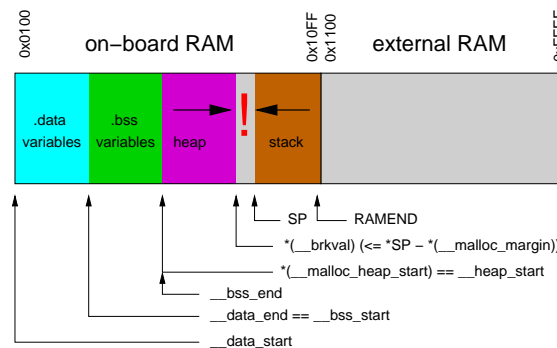 0x0100
0x10FF
0x1100
on−board RAM
external RAM
.data
variables
.bss
variables
heap
!
stack
SP
RAMEND
*(__brkval) (<= *SP − *(__malloc_margin))
*(__malloc_heap_start) == __heap_start
__bss_end
__data_end == __bss_start
__data_start